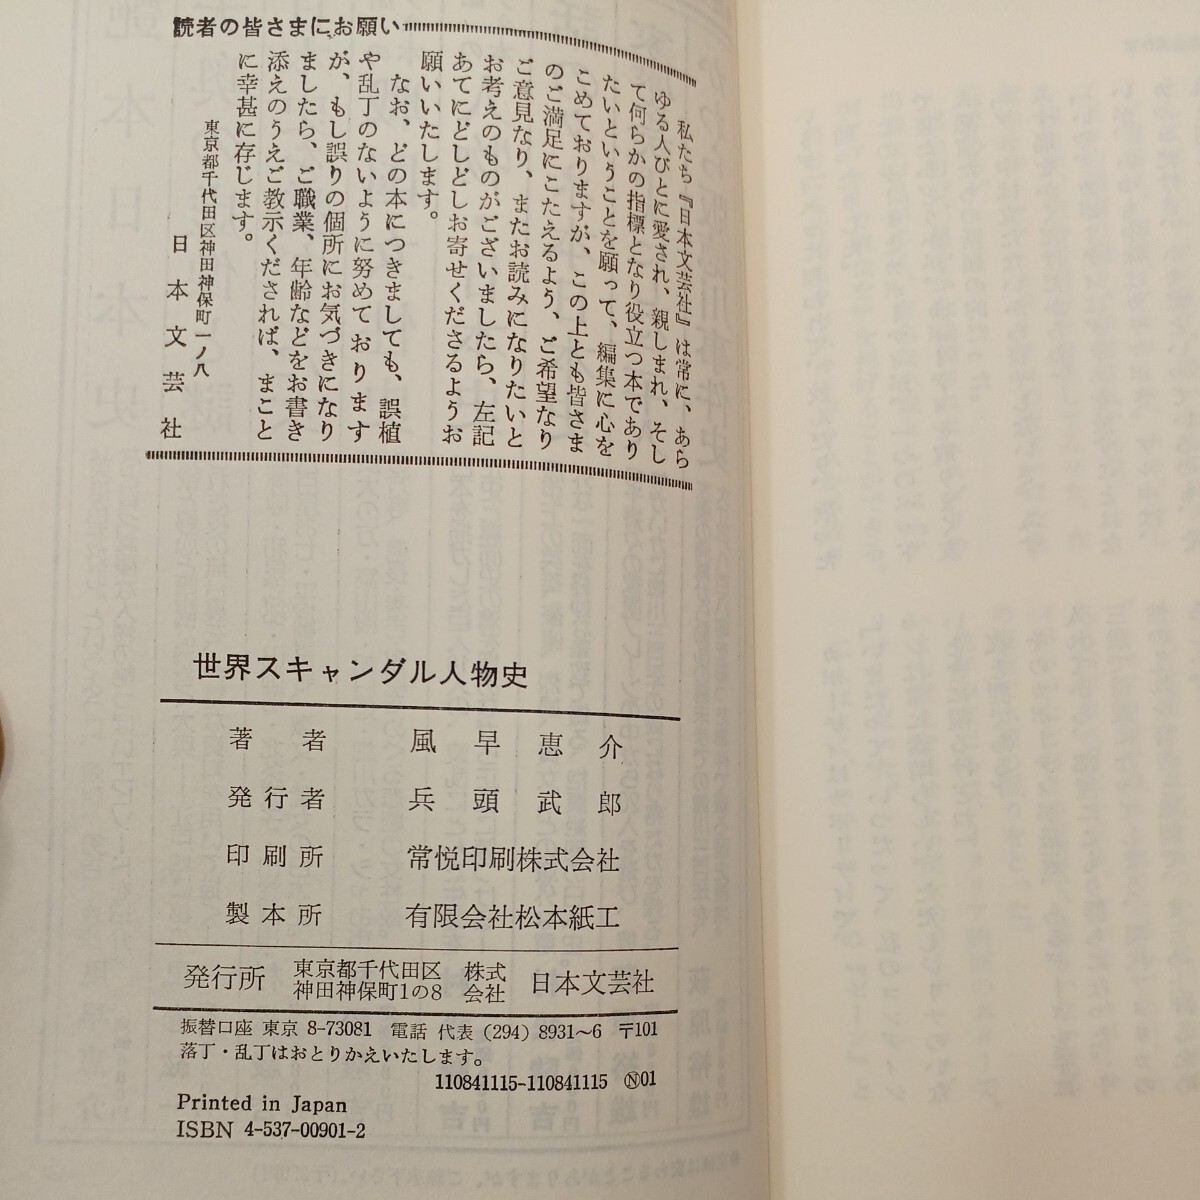 読者の皆さまにお願い
私たち『日本文芸社』は常に、あら
ゆる人びとに愛され、親しまれ、そし
て何らかの指標となり役立つ本であり
たいということを願って、編集に心を
こめておりますが、この上とも皆さま
のご満足にこたえるよう、ご希望なり
ご意見なり、またお読みになりたいと
お考えのものがございましたら、左記
あてにどしどしお寄せくださるようお
願いいたします。
なお、どの本につきましても、誤植
や乱丁のないように努めております
が、もし誤りの個所にお気づきになり
ましたら、ご職業、年齢などをお書き
添えのうえご教示くだされば、まこと
に幸甚に存じます。
東京都千代田区神田神保町一ノ八
日本文芸社
世界スキャンダル人物史
著者 風早恵介
発行者 兵頭武郎
印刷所 常悦印刷株式会社
製本所 有限会社松本紙工
発行所 東京都千代田区神田神保町1の8 株式会社 日本文芸社
振替口座 東京 8-73081 電話 代表 (294) 8931〜6 〒101
落丁・乱丁はおとりかえいたします。
110841115-110841115 Ⓝ01
Printed in Japan
ISBN 4-537-00901-2